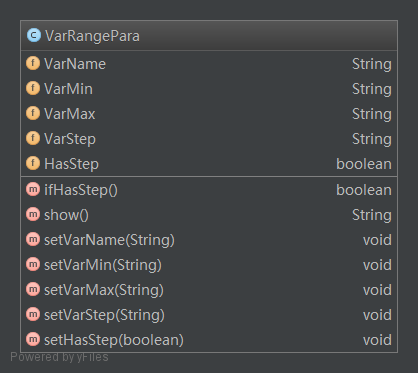 C VarRangePara
f VarName String
f VarMin String
f VarMax String
f VarStep String
f HasStep boolean
m ifHasStep() boolean
m show() String
m setVarName(String) void
m setVarMin(String) void
m setVarMax(String) void
m setVarStep(String) void
m setHasStep(boolean) void
Powered by yFiles